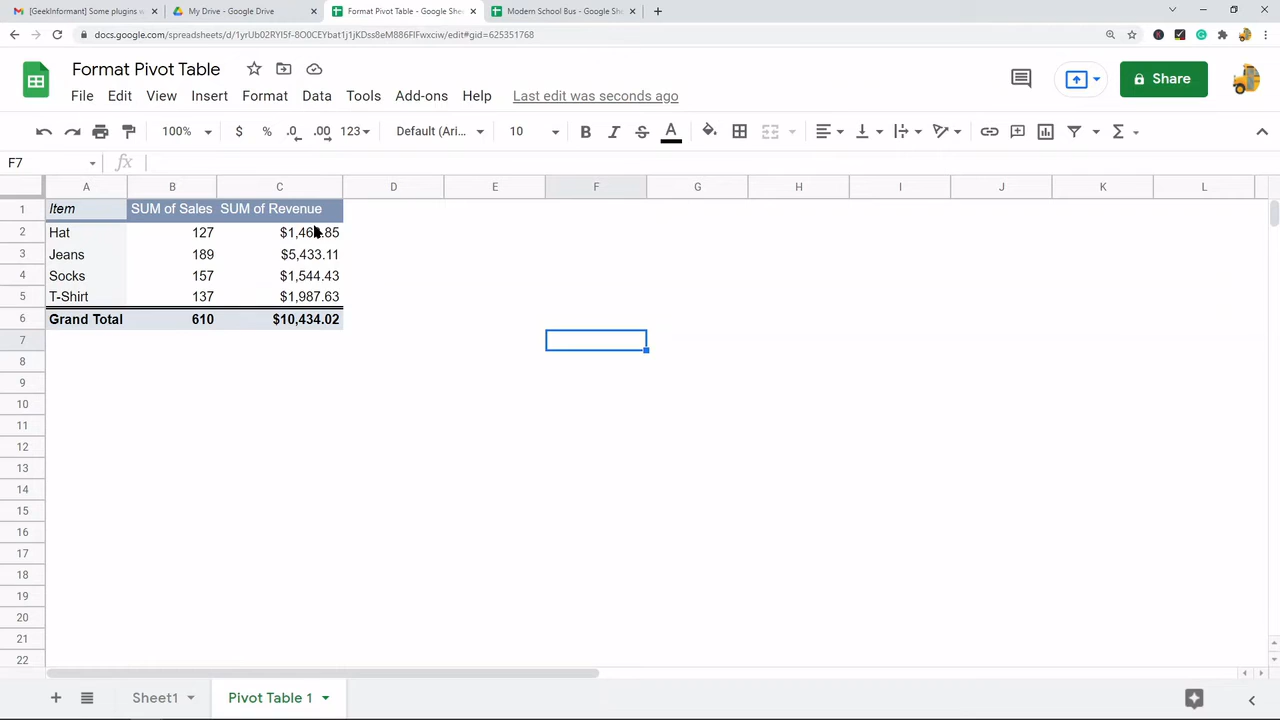 [GeekInformant] Some plugins w
My Drive - Google Drive
Format Pivot Table - Google She
Modern School Bus - Google Sh
docs.google.com/spreadsheets/d/1yrUb02RYI5f-8O0CEYbat1j1jKDss8eM886FIFwxciw/edit#gid=625351768
Format Pivot Table
File Edit View Insert Format Data Tools Add-ons Help Last edit was seconds ago
Share
100% $ % .0 .00 123 Default (Ari... 10 B I S A Σ
F7 fx
A B C D E F G H I J K L
1 Item SUM of Sales SUM of Revenue
2 Hat 127
3 Jeans 189 $5,433.11
4 Socks 157 $1,544.43
5 T-Shirt 137 $1,987.63
6 Grand Total 610 $10,434.02
7
8
9
10
11
12
13
14
15
16
17
18
19
20
21
22
Sheet1 Pivot Table 1